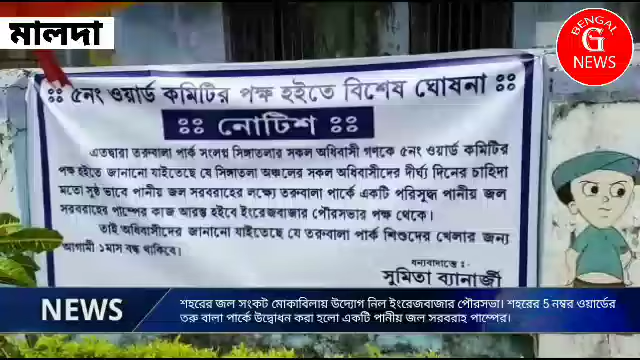 মালদা
BENGAL
G
NEWS
৫নং ওয়ার্ড কমিটির পক্ষ হইতে বিশেষ ঘোষনা
নোটিশ
এতদ্বারা তরুবালা পার্ক সংলগ্ন সিঙ্গাতলার সকল অধিবাসী গণকে ৫নং ওয়ার্ড কমিটির
পক্ষ হইতে জানানো যাইতেছে যে সিঙ্গাতলা অঞ্চলের সকল অধিবাসীদের দীর্ঘ্য দিনের চাহিদা
মতো সুষ্ঠ ভাবে পানীয় জল সরবরাহের লক্ষ্যে তরুবালা পার্কে একটি পরিসুদ্ধ পানীয় জল
সরবরাহের পাম্পের কাজ আরম্ভ হইবে ইংরেজবাজার পৌরসভার পক্ষ থেকে।
তাই অধিবাসীদের জানানো যাইতেছে যে তরুবালা পার্ক শিশুদের খেলার জন্য
আগামী ১মাস বন্ধ থাকিবে।
ধন্যবাদান্তে :-
সুমিতা ব্যানার্জী
NEWS
শহরের জল সংকট মোকাবিলায় উদ্যোগ নিল ইংরেজবাজার পৌরসভা। শহরের 5 নম্বর ওয়ার্ডের
তরু বালা পার্কে উদ্বোধন করা হলো একটি পানীয় জল সরবরাহ পাম্পের।